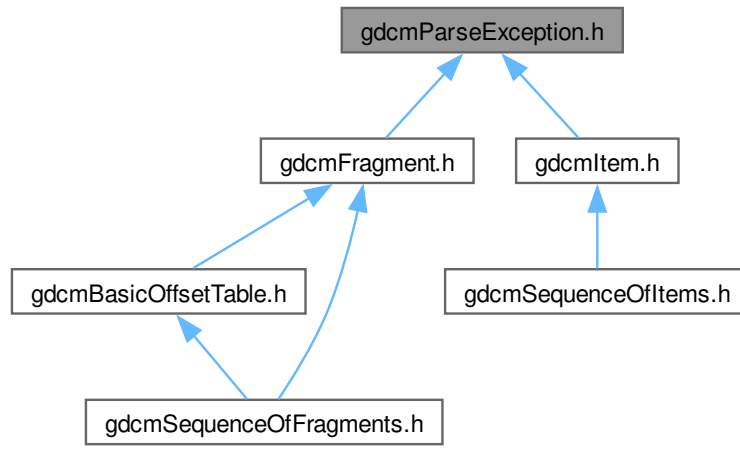 gdcmParseException.h
gdcmFragment.h
gdcmItem.h
gdcmBasicOffsetTable.h
gdcmSequenceOfItems.h
gdcmSequenceOfFragments.h